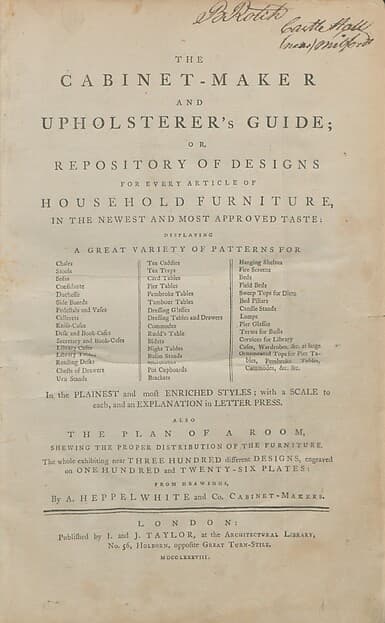 B Rotch
Castle Hall
(near) Milford
THE
CABINET-MAKER
AND
UPHOLSTERER's GUIDE;
OR,
REPOSITORY OF DESIGNS
FOR EVERY ARTICLE OF
HOUSEHOLD FURNITURE,
IN THE NEWEST AND MOST APPROVED TASTE:
DISPLAYING
A GREAT VARIETY OF PATTERNS FOR
Chairs
Stools
Sofas
Confidante
Duchesse
Side Boards
Pedestals and Vases
Cellerets
Knife-Cases
Desk and Book-Cases
Secretary and Book-Cases
Library Cases
Library Tables
Reading Desks
Chests of Drawers
Urn Stands
Tea Caddies
Tea Trays
Card Tables
Pier Tables
Pembroke Tables
Tambour Tables
Dressing Glasses
Dressing Tables and Drawers
Commodes
Rudd's Table
Bidets
Night Tables
Bason Stands
Wardrobes
Pot Cupboards
Brackets
Hanging Shelves
Fire Screens
Beds
Field Beds
Sweep Tops for Ditto
Bed Pillars
Candle Stands
Lamps
Pier Glasses
Terms for Busts
Cornices for Library
Cases, Wardrobes, &c. at large
Ornamented Tops for Pier Ta-
bles, Pembroke Tables,
Commodes, &c. &c.
In the PLAINEST and most ENRICHED STYLES; with a SCALE to
each, and an EXPLANATION in LETTER PRESS.
ALSO
THE PLAN OF A ROOM,
SHEWING THE PROPER DISTRIBUTION OF THE FURNITURE.
The whole exhibiting near THREE HUNDRED different DESIGNS, engraved
on ONE HUNDRED and TWENTY-SIX PLATES:
FROM DRAWINGS,
By A. HEPPELWHITE and Co. CABINET-MAKERS.
LONDON:
Published by I. and J. TAYLOR, at the ARCHITECTURAL LIBRARY,
No. 56, HOLBORN, opposite GREAT TURN-STILE.
MDCCLXXXVIII.